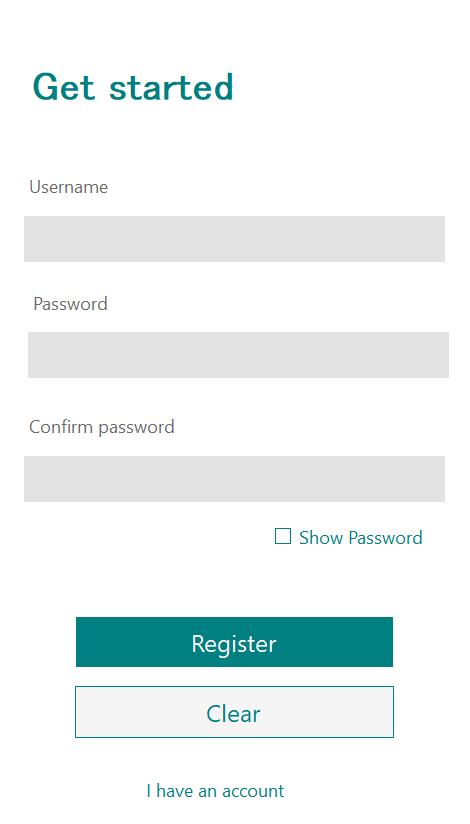 Get started
Username
Password
Confirm password
Show Password
Register
Clear
I have an account